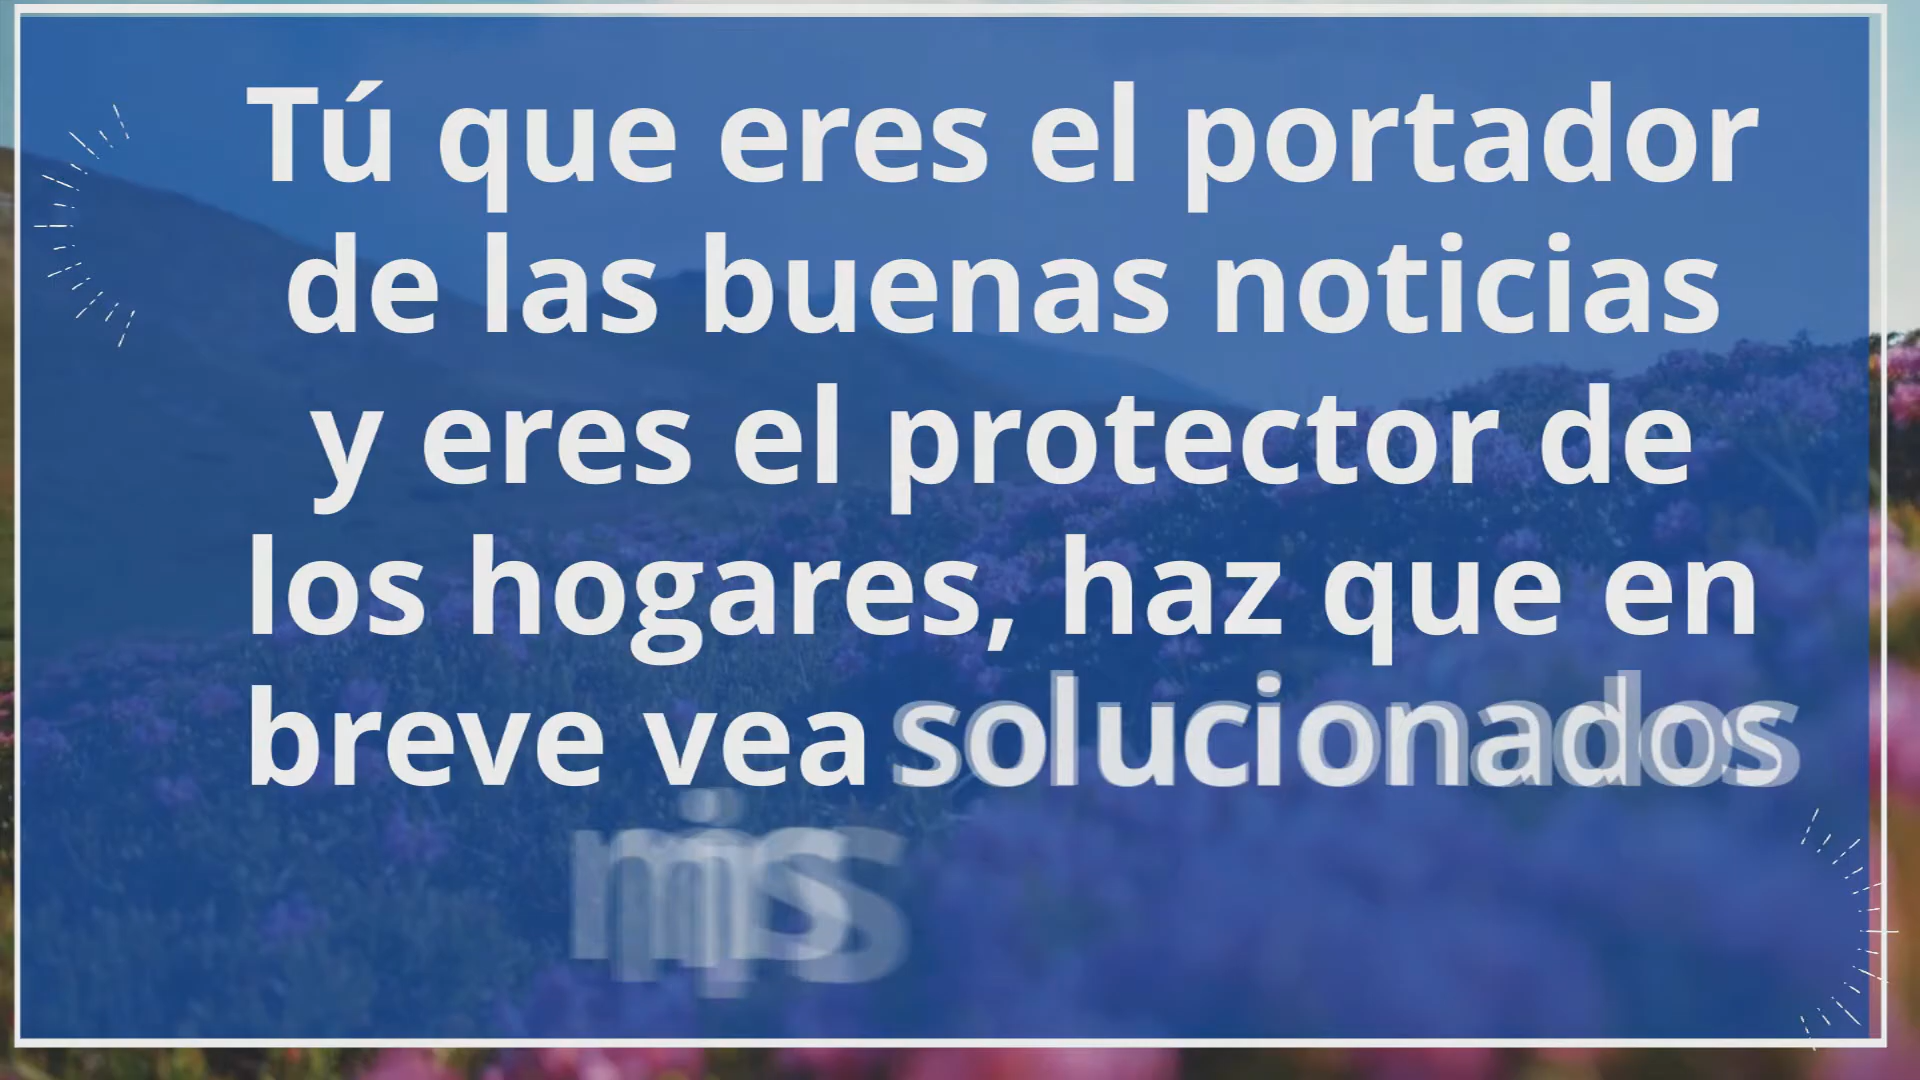 Tú que eres el portador
de las buenas noticias
y eres el protector de
los hogares, haz que en
breve vea solucionados
mis